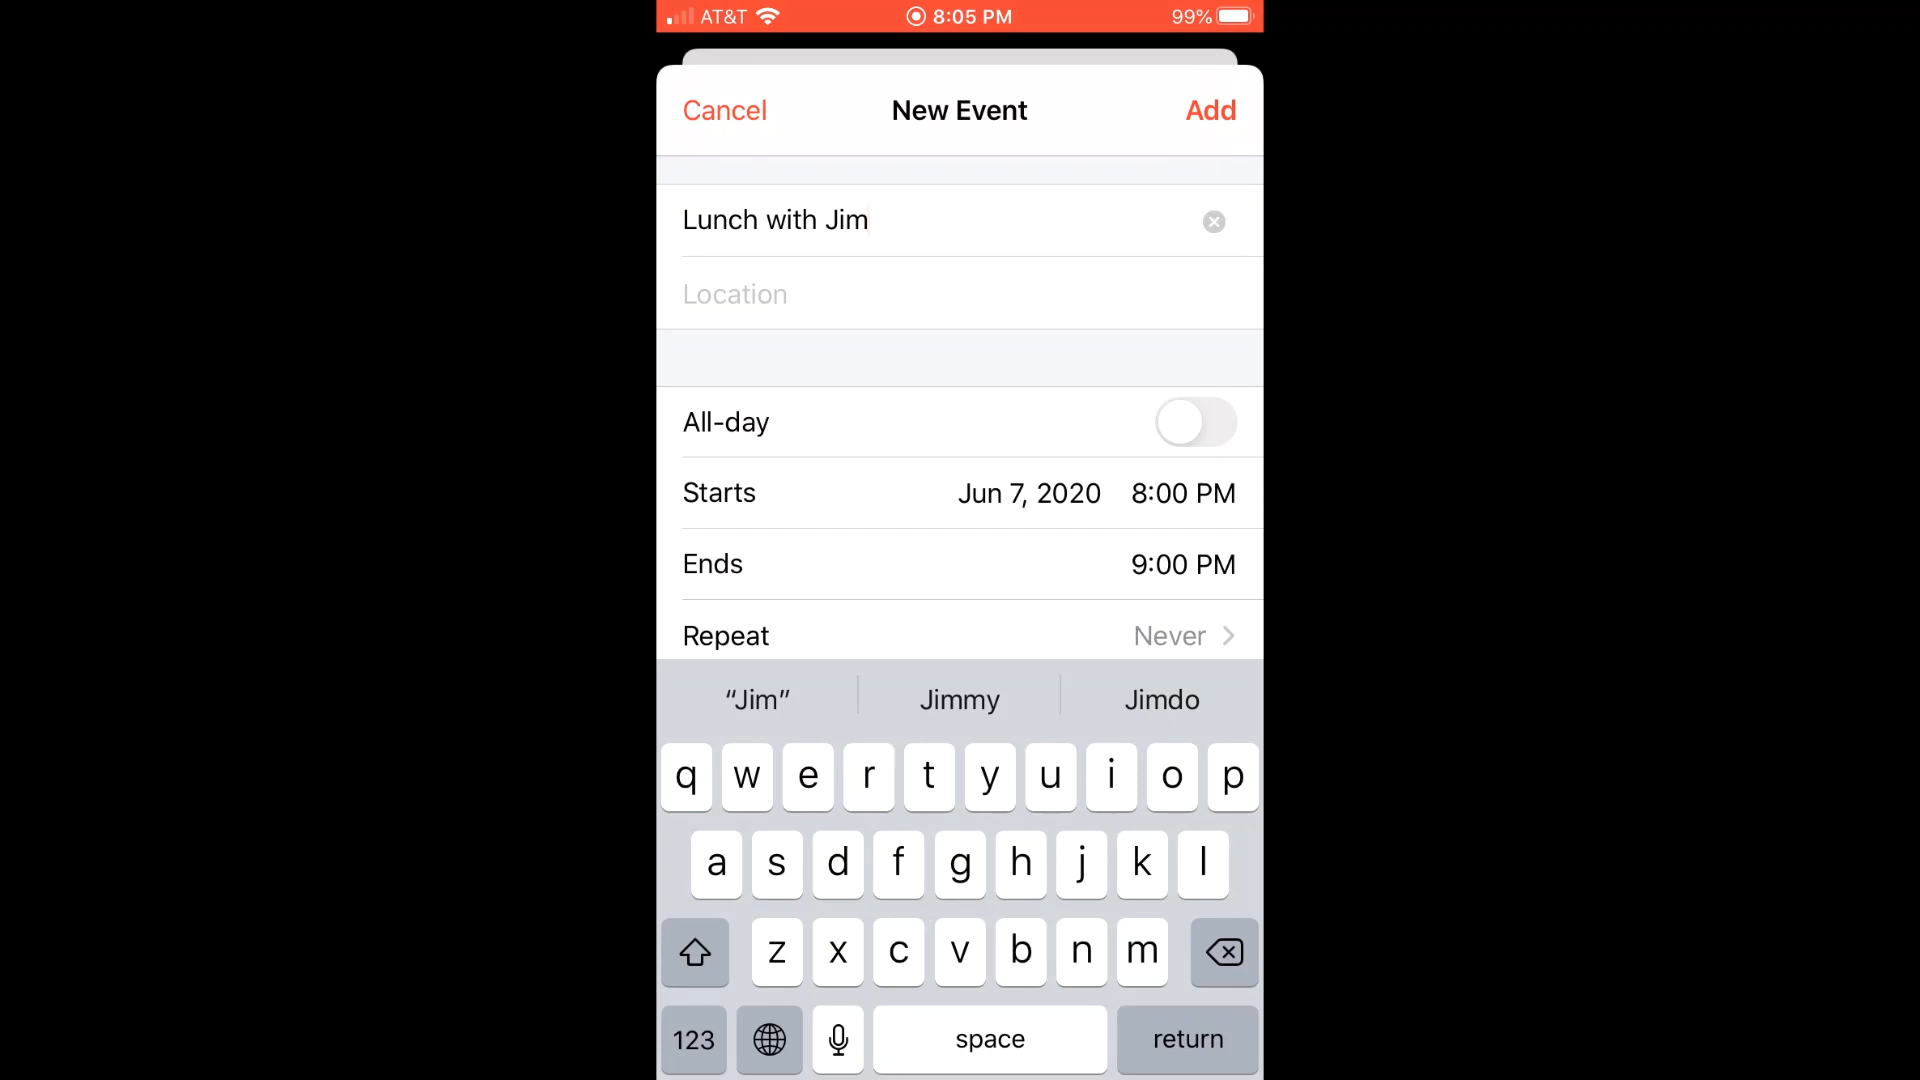 AT&T 8:05 PM 99%
Cancel New Event Add
Lunch with Jim
Location
All-day
Starts Jun 7, 2020 8:00 PM
Ends 9:00 PM
Repeat Never
“Jim” Jimmy Jimdo
q w e r t y u i o p
a s d f g h j k l
z x c v b n m
123 space return